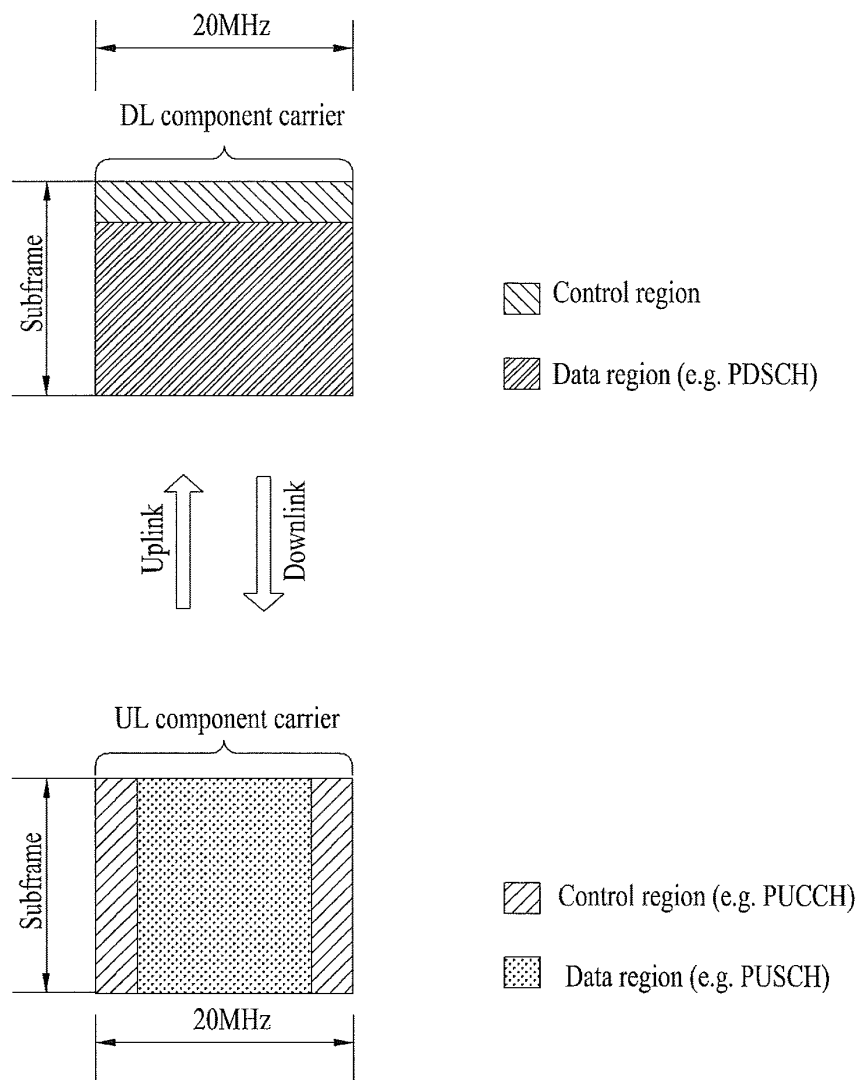 20MHz
DL component carrier
Subframe
Control region
Data region (e.g. PDSCH)
Uplink
Downlink
UL component carrier
Subframe
Control region (e.g. PUCCH)
Data region (e.g. PUSCH)
20MHz